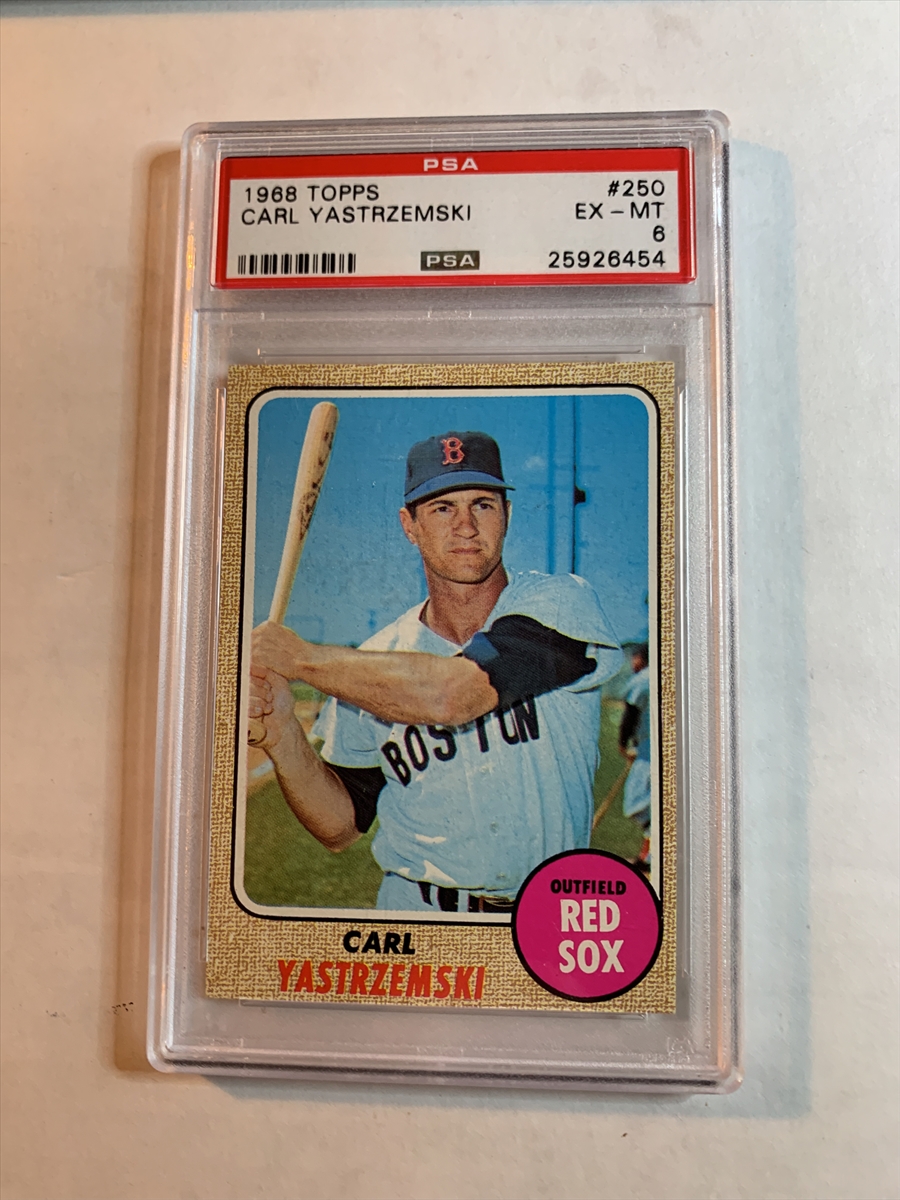 PSA
1968 TOPPS #250
CARL YASTRZEMSKI EX - MT
6
PSA 25926454
B
BOSTON
OUTFIELD
RED
SOX
CARL
YASTRZEMSKI